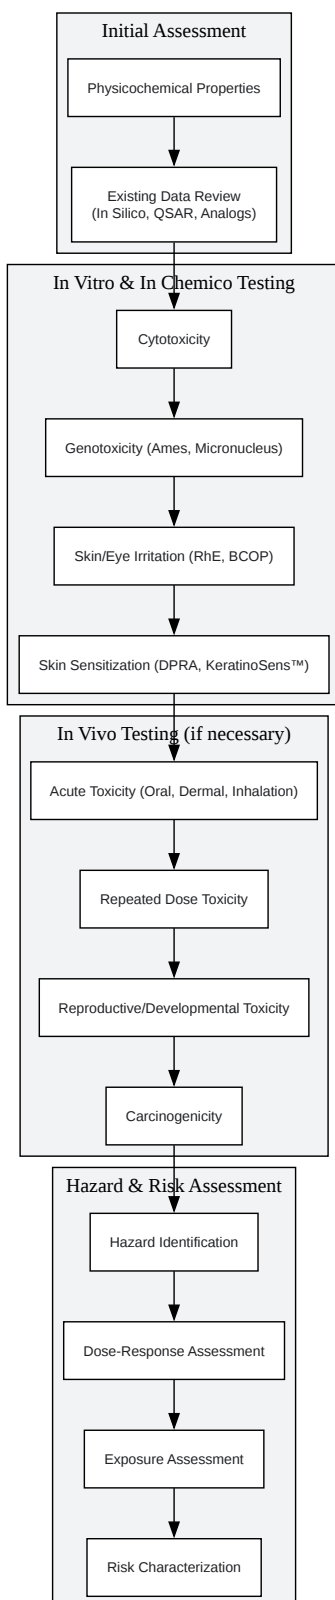 Initial Assessment
Physicochemical Properties
Existing Data Review
(In Silico, QSAR, Analogs)
In Vitro & In Chemico Testing
Cytotoxicity
Genotoxicity (Ames, Micronucleus)
Skin/Eye Irritation (RhE, BCOP)
Skin Sensitization (DPRA, KeratinoSens™)
In Vivo Testing (if necessary)
Acute Toxicity (Oral, Dermal, Inhalation)
Repeated Dose Toxicity
Reproductive/Developmental Toxicity
Carcinogenicity
Hazard & Risk Assessment
Hazard Identification
Dose-Response Assessment
Exposure Assessment
Risk Characterization